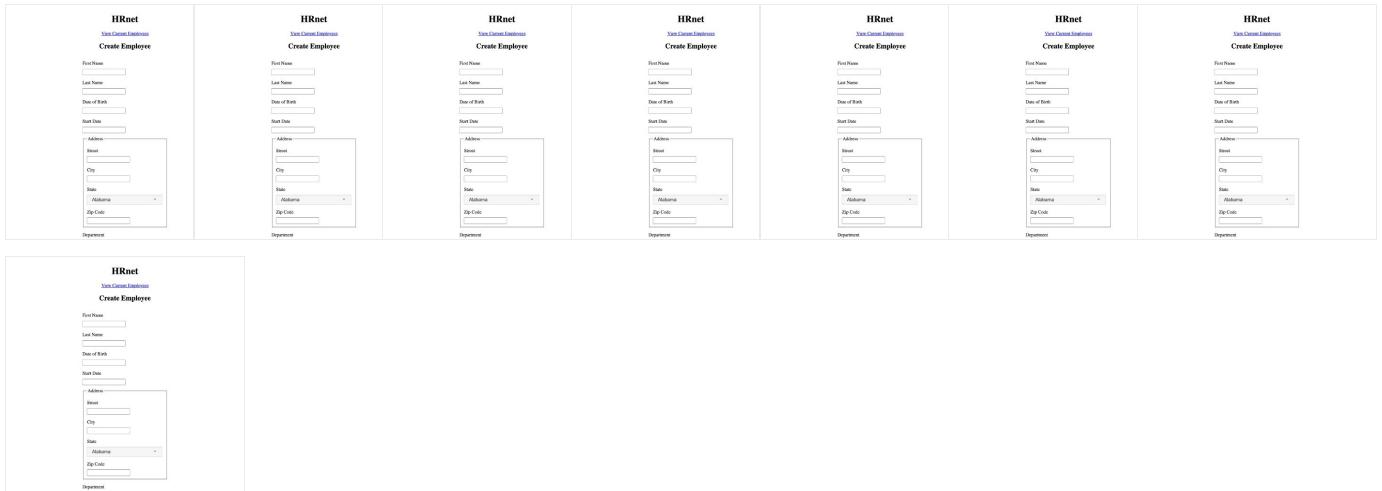 HRnet
View Current Employees
Create Employee
First Name
Last Name
Date of Birth
Start Date
Address
Street
City
State
Alabama
Zip Code
Department
HRnet
View Current Employees
Create Employee
First Name
Last Name
Date of Birth
Start Date
Address
Street
City
State
Alabama
Zip Code
Department
HRnet
View Current Employees
Create Employee
First Name
Last Name
Date of Birth
Start Date
Address
Street
City
State
Alabama
Zip Code
Department
HRnet
View Current Employees
Create Employee
First Name
Last Name
Date of Birth
Start Date
Address
Street
City
State
Alabama
Zip Code
Department
HRnet
View Current Employees
Create Employee
First Name
Last Name
Date of Birth
Start Date
Address
Street
City
State
Alabama
Zip Code
Department
HRnet
View Current Employees
Create Employee
First Name
Last Name
Date of Birth
Start Date
Address
Street
City
State
Alabama
Zip Code
Department
HRnet
View Current Employees
Create Employee
First Name
Last Name
Date of Birth
Start Date
Address
Street
City
State
Alabama
Zip Code
Department
HRnet
View Current Employees
Create Employee
First Name
Last Name
Date of Birth
Start Date
Address
Street
City
State
Alabama
Zip Code
Department